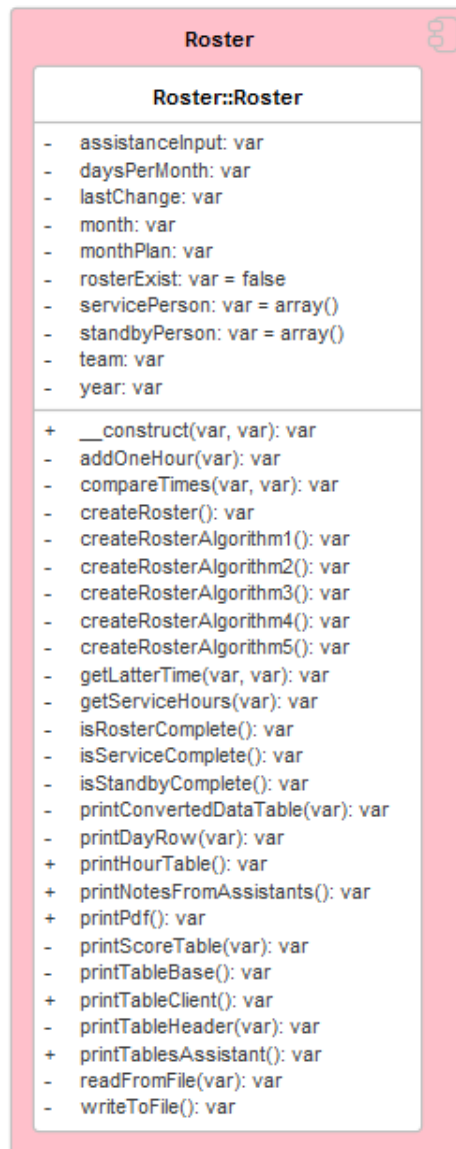 Roster
Roster::Roster
- assistanceInput: var
- daysPerMonth: var
- lastChange: var
- month: var
- monthPlan: var
- rosterExist: var = false
- servicePerson: var = array()
- standbyPerson: var = array()
- team: var
- year: var
+ __construct(var, var): var
- addOneHour(var): var
- compareTimes(var, var): var
- createRoster(): var
- createRosterAlgorithm1(): var
- createRosterAlgorithm2(): var
- createRosterAlgorithm3(): var
- createRosterAlgorithm4(): var
- createRosterAlgorithm5(): var
- getLatterTime(var, var): var
- getServiceHours(var): var
- isRosterComplete(): var
- isServiceComplete(): var
- isStandbyComplete(): var
- printConvertedDataTable(var): var
- printDayRow(var): var
+ printHourTable(): var
+ printNotesFromAssistants(): var
+ printPdf(): var
- printScoreTable(var): var
- printTableBase(): var
+ printTableClient(): var
- printTableHeader(var): var
+ printTablesAssistant(): var
- readFromFile(var): var
- writeToFile(): var